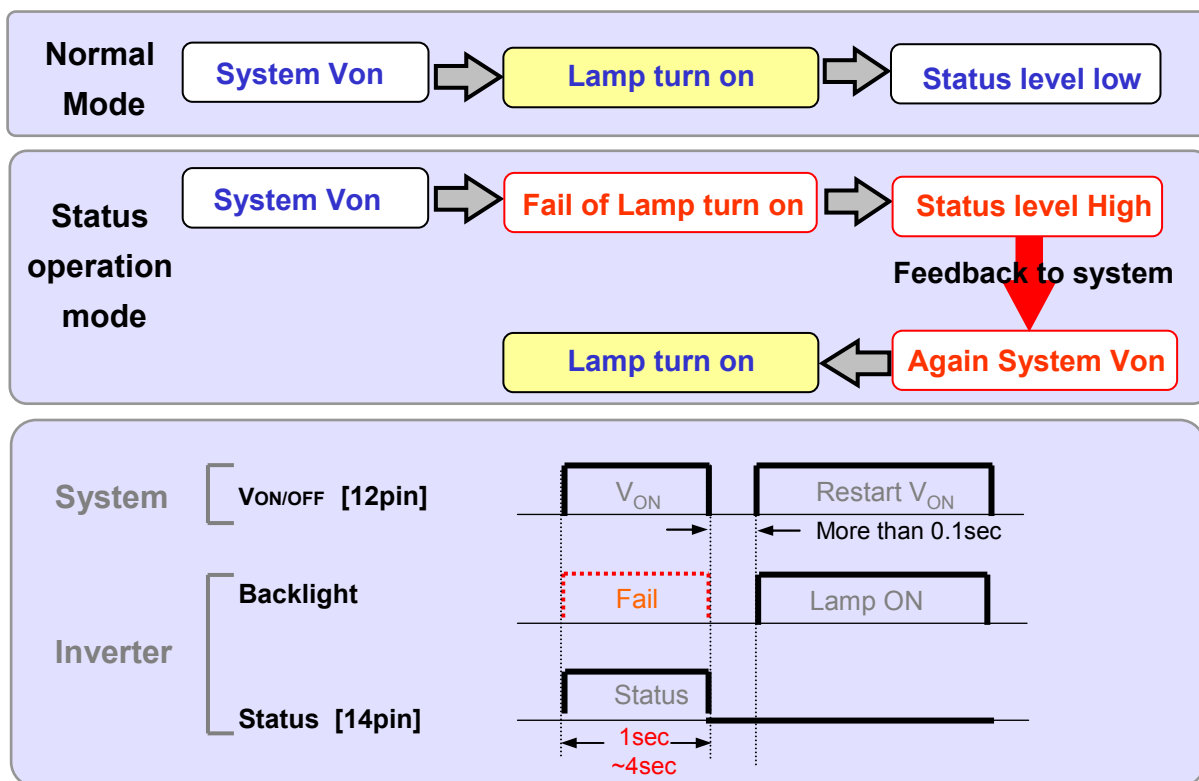 Normal
Mode
System Von
Lamp turn on
Status level low
Status
operation
mode
System Von
Fail of Lamp turn on
Status level High
Feedback to system
Lamp turn on
Again System Von
System
VON/OFF [12pin]
VON
Restart VON
More than 0.1sec
Inverter
Backlight
Fail
Lamp ON
Status [14pin]
Status
1sec
~4sec